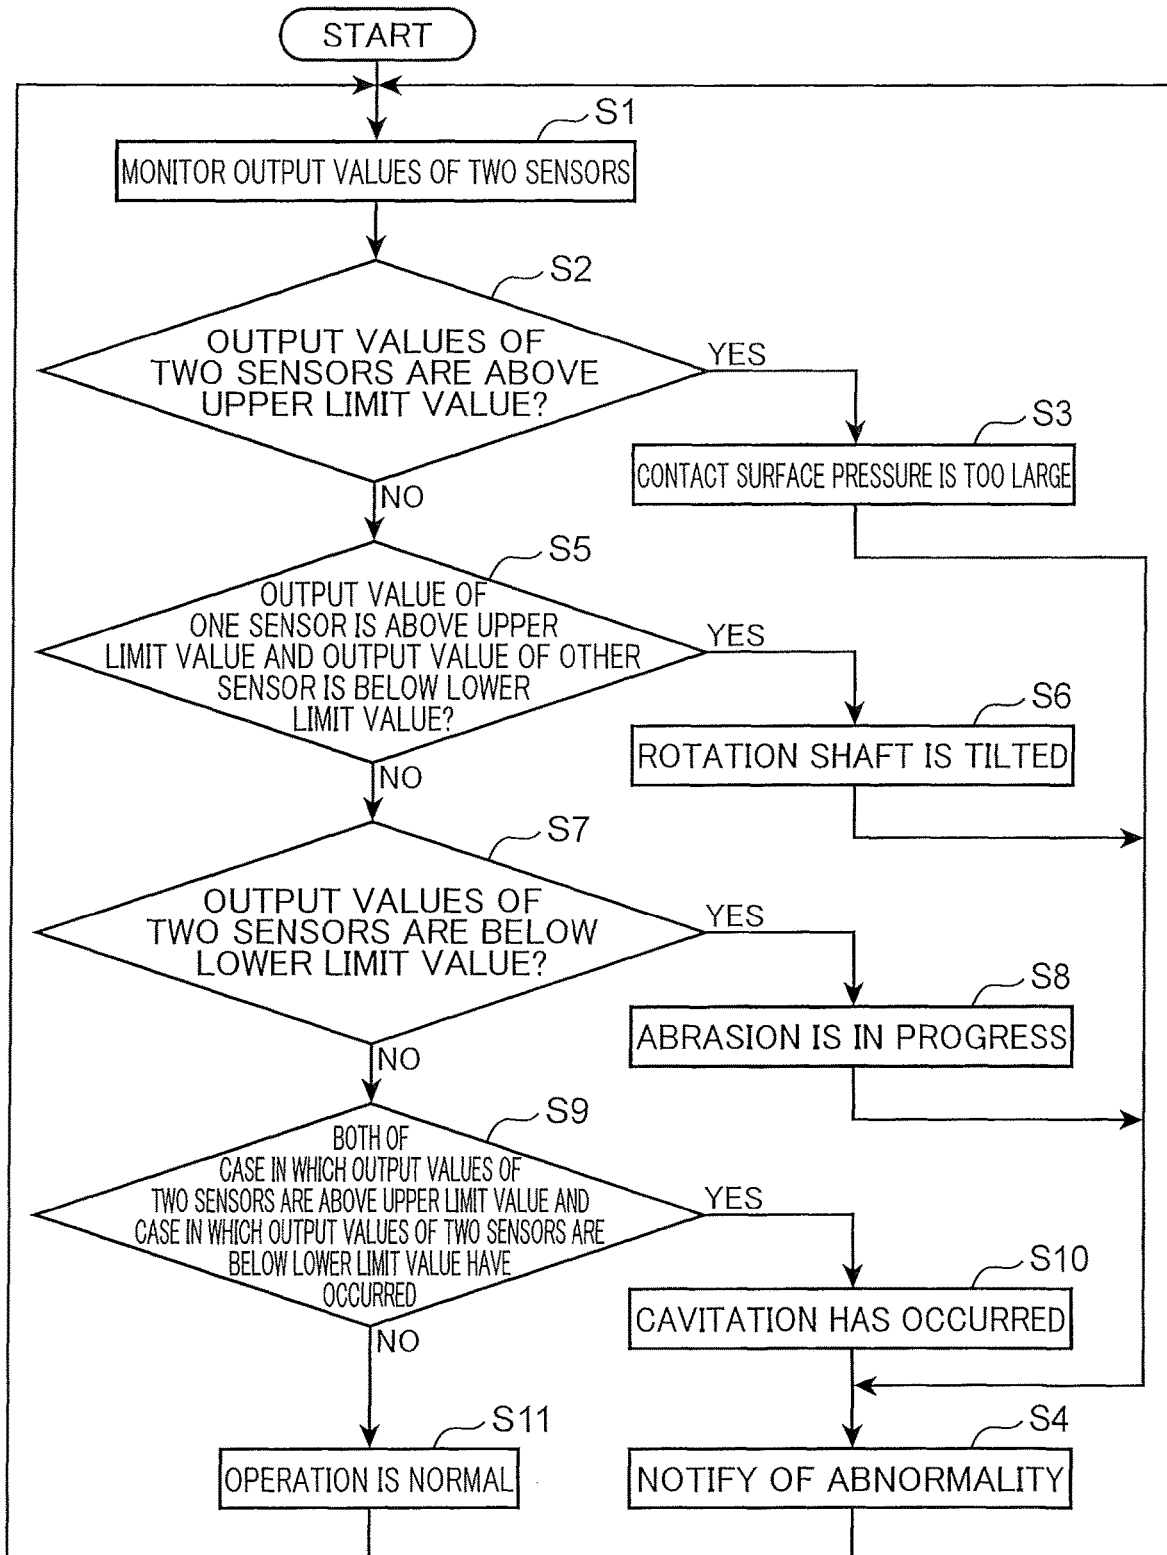 START
S1
MONITOR OUTPUT VALUES OF TWO SENSORS
S2
OUTPUT VALUES OF
TWO SENSORS ARE ABOVE
UPPER LIMIT VALUE?
YES
S3
CONTACT SURFACE PRESSURE IS TOO LARGE
NO
S5
OUTPUT VALUE OF
ONE SENSOR IS ABOVE UPPER
LIMIT VALUE AND OUTPUT VALUE OF OTHER
SENSOR IS BELOW LOWER
LIMIT VALUE?
YES
S6
ROTATION SHAFT IS TILTED
NO
S7
OUTPUT VALUES OF
TWO SENSORS ARE BELOW
LOWER LIMIT VALUE?
YES
S8
ABRASION IS IN PROGRESS
NO
S9
BOTH OF
CASE IN WHICH OUTPUT VALUES OF
TWO SENSORS ARE ABOVE UPPER LIMIT VALUE AND
CASE IN WHICH OUTPUT VALUES OF TWO SENSORS ARE
BELOW LOWER LIMIT VALUE HAVE
OCCURRED
YES
S10
CAVITATION HAS OCCURRED
NO
S11
OPERATION IS NORMAL
S4
NOTIFY OF ABNORMALITY